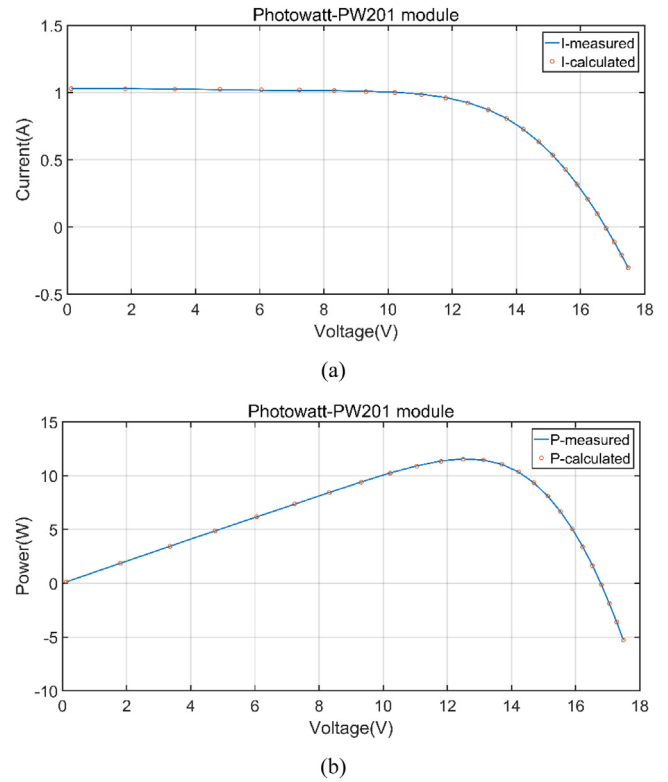 Photowatt-PW201 module
1.5
1
0.5
0
-0.5
Current(A)
I-measured
I-calculated
0 2 4 6 8 10 12 14 16 18
Voltage(V)
(a)
Photowatt-PW201 module
15
10
5
0
-5
-10
Power(W)
P-measured
P-calculated
0 2 4 6 8 10 12 14 16 18
Voltage(V)
(b)